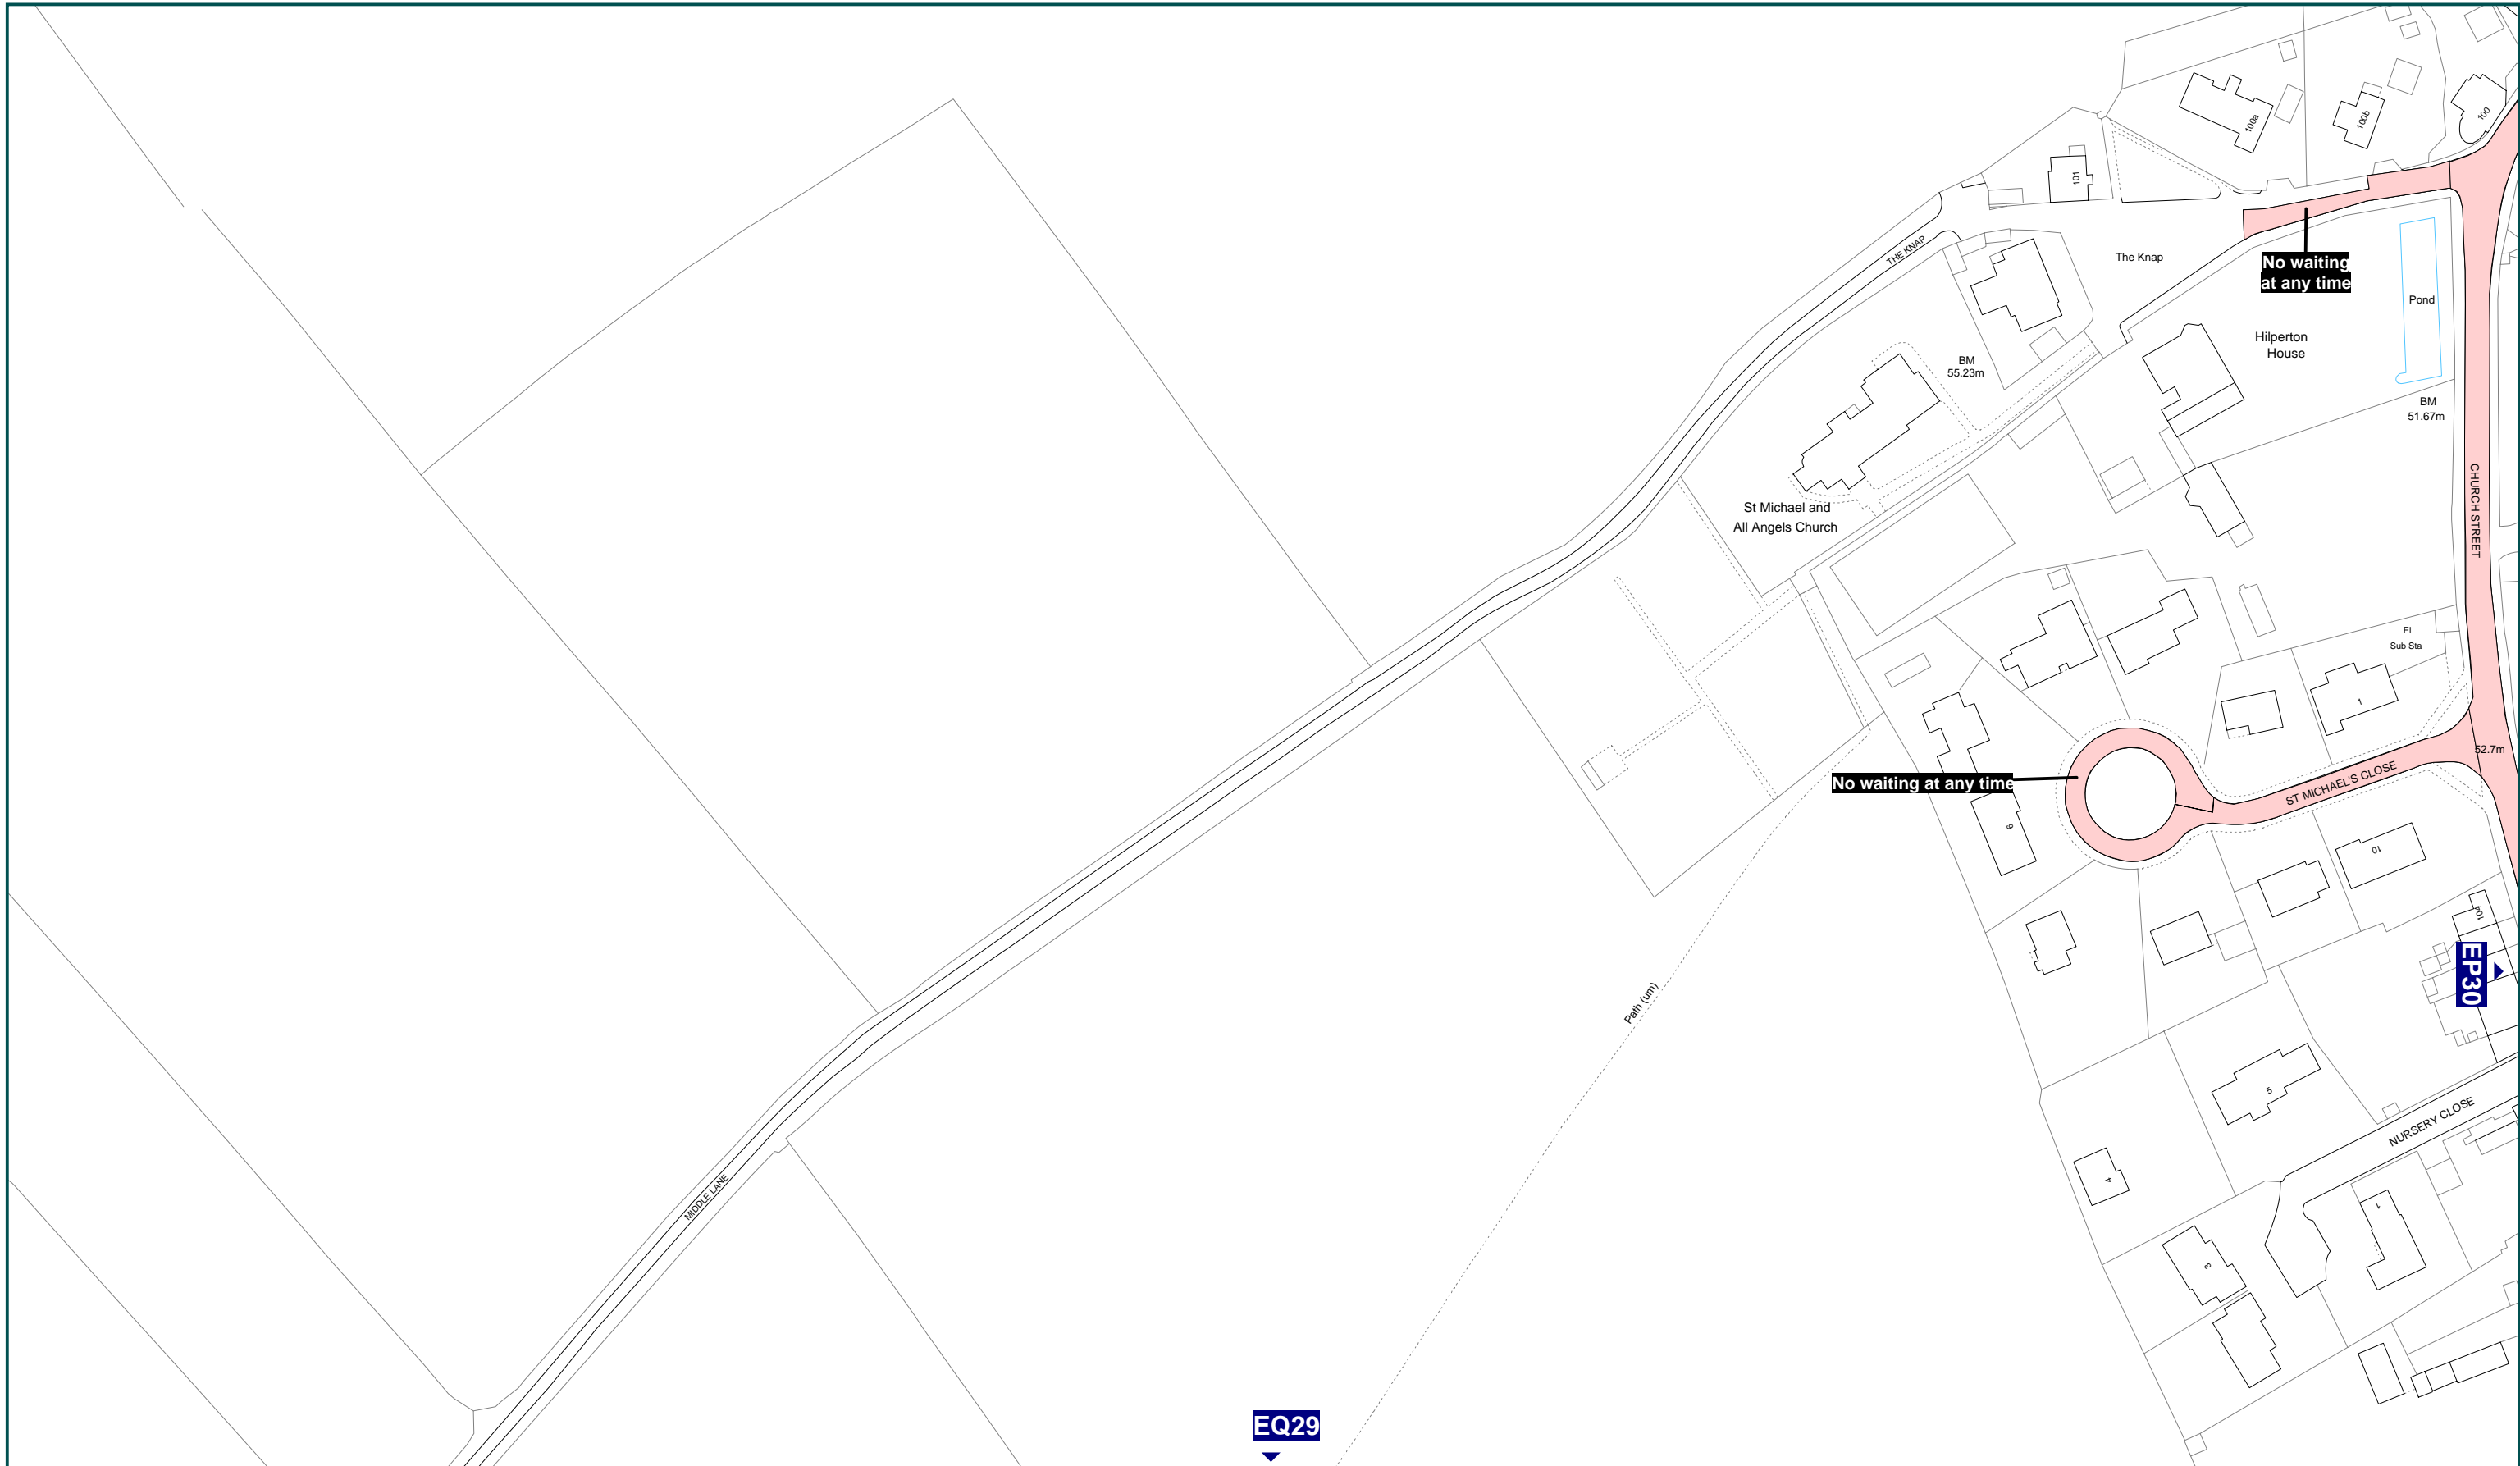 100
100a
100b
101
THE KNAP
The Knap
No waiting
at any time
Pond
Hilperton
House
BM
55.23m
BM
51.67m
CHURCH STREET
St Michael and
All Angels Church
El
Sub Sta
1
52.7m
ST MICHAEL'S CLOSE
No waiting at any time
6
10
104
EP30
Path (um)
5
NURSERY CLOSE
4
MIDDLE LANE
1
3
EQ29